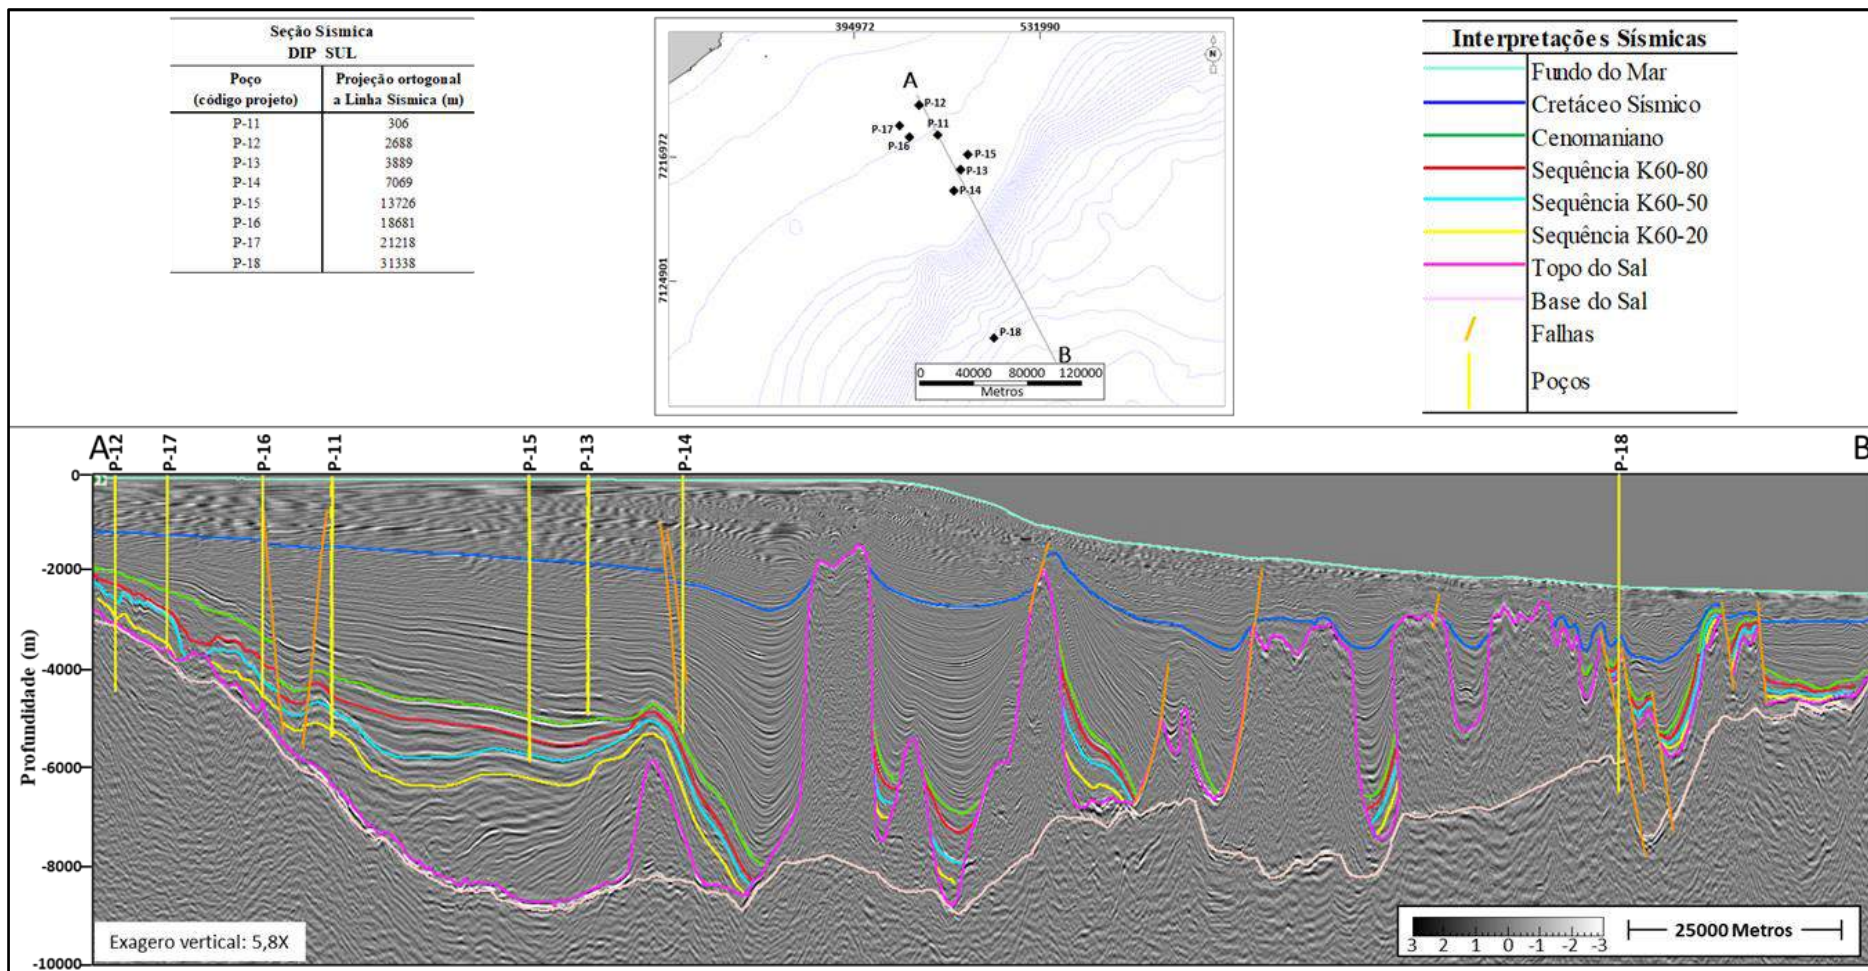 Seção Sísmica
DIP SUL
Poço
(código projeto)
Projeção ortogonal
a Linha Sísmica (m)
P-11 306
P-12 2688
P-13 3889
P-14 7069
P-15 13726
P-16 18681
P-17 21218
P-18 31338
394972 531990
7216972
7124901
N
A
P-12
P-17
P-11
P-16
P-15
P-13
P-14
P-18
B
0 40000 80000 120000
Metros
Interpretações Sísmicas
Fundo do Mar
Cretáceo Sísmico
Cenomaniano
Sequência K60-80
Sequência K60-50
Sequência K60-20
Topo do Sal
Base do Sal
Falhas
Poços
A P-12 P-17 P-16 P-11 P-15 P-13 P-14 P-18 B
Profundidade (m)
0
-2000
-4000
-6000
-8000
-10000
Exagero vertical: 5,8X
3 2 1 0 -1 -2 -3
25000 Metros